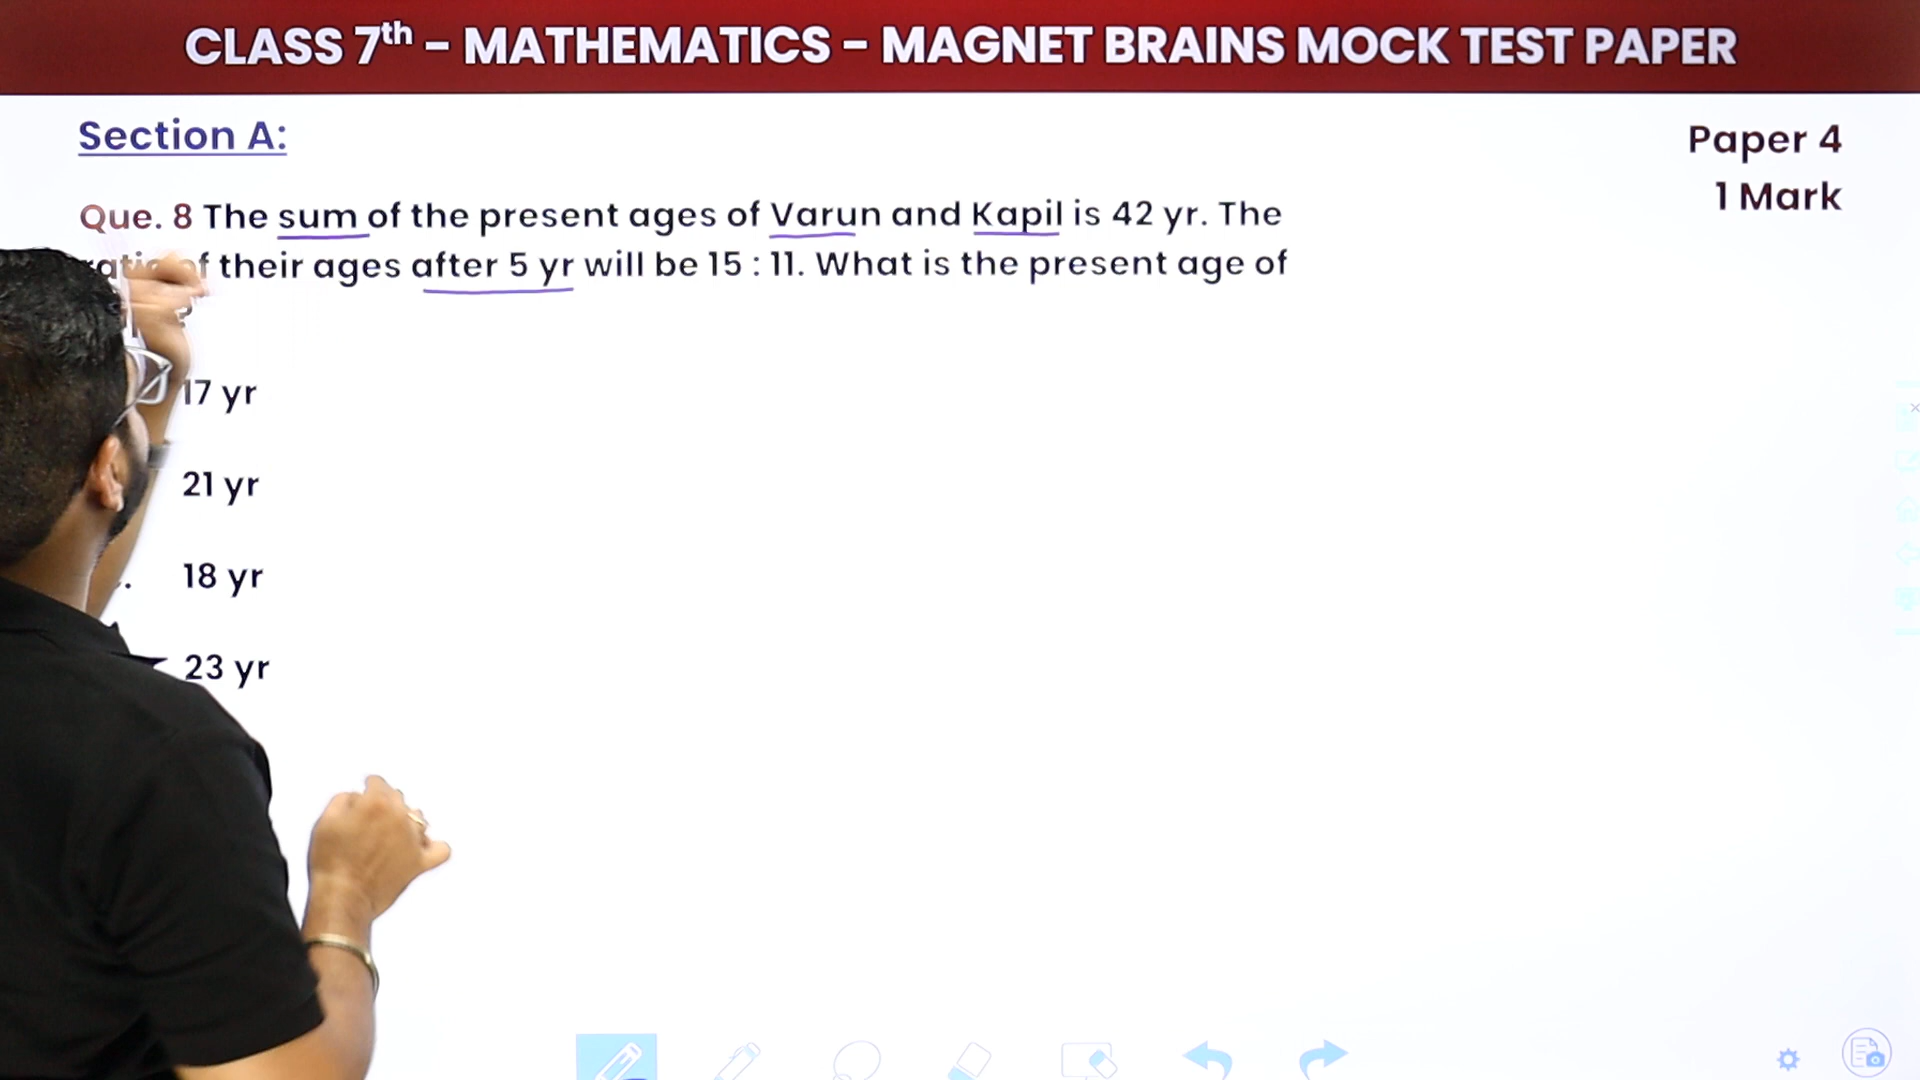 CLASS 7th – MATHEMATICS – MAGNET BRAINS MOCK TEST PAPER
Section A:
Paper 4
1 Mark
Que. 8 The sum of the present ages of Varun and Kapil is 42 yr. The
of their ages after 5 yr will be 15 : 11. What is the present age of
?
17 yr
21 yr
18 yr
23 yr